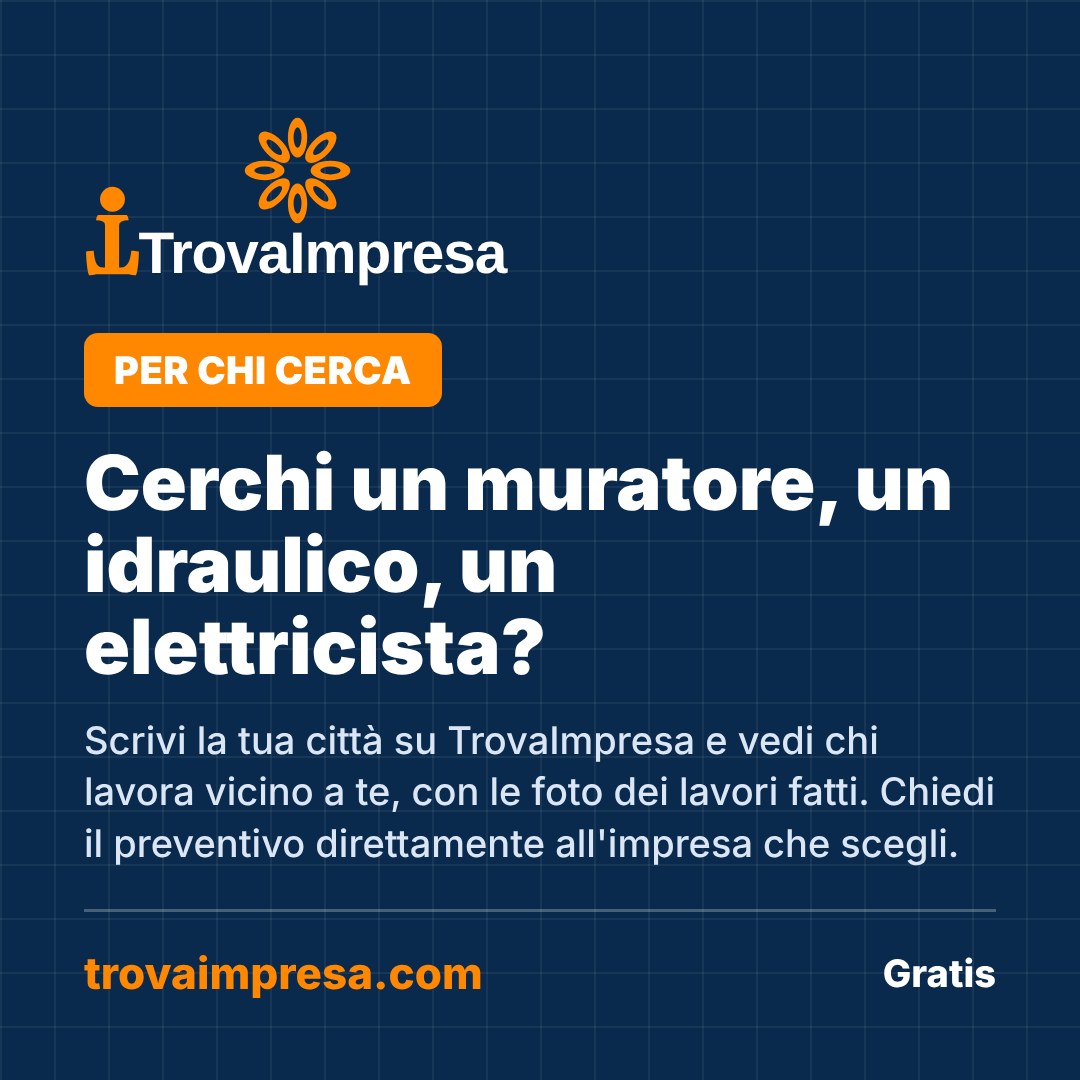 TrovaImpresa
PER CHI CERCA
Cerchi un muratore, un
idraulico, un
elettricista?
Scrivi la tua città su TrovaImpresa e vedi chi
lavora vicino a te, con le foto dei lavori fatti. Chiedi
il preventivo direttamente all'impresa che scegli.
trovaimpresa.com
Gratis